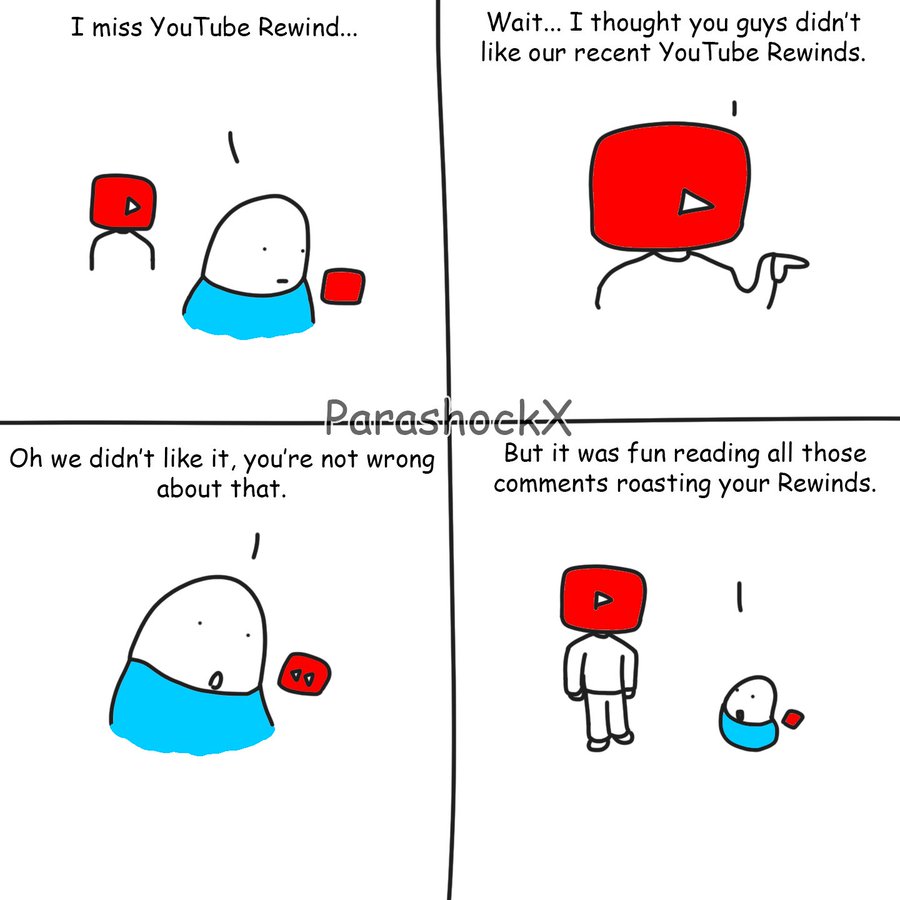 I miss YouTube Rewind...
Wait... I thought you guys didn't
like our recent YouTube Rewinds.
ParashockX
Oh we didn't like it, you're not wrong
about that.
But it was fun reading all those
comments roasting your Rewinds.